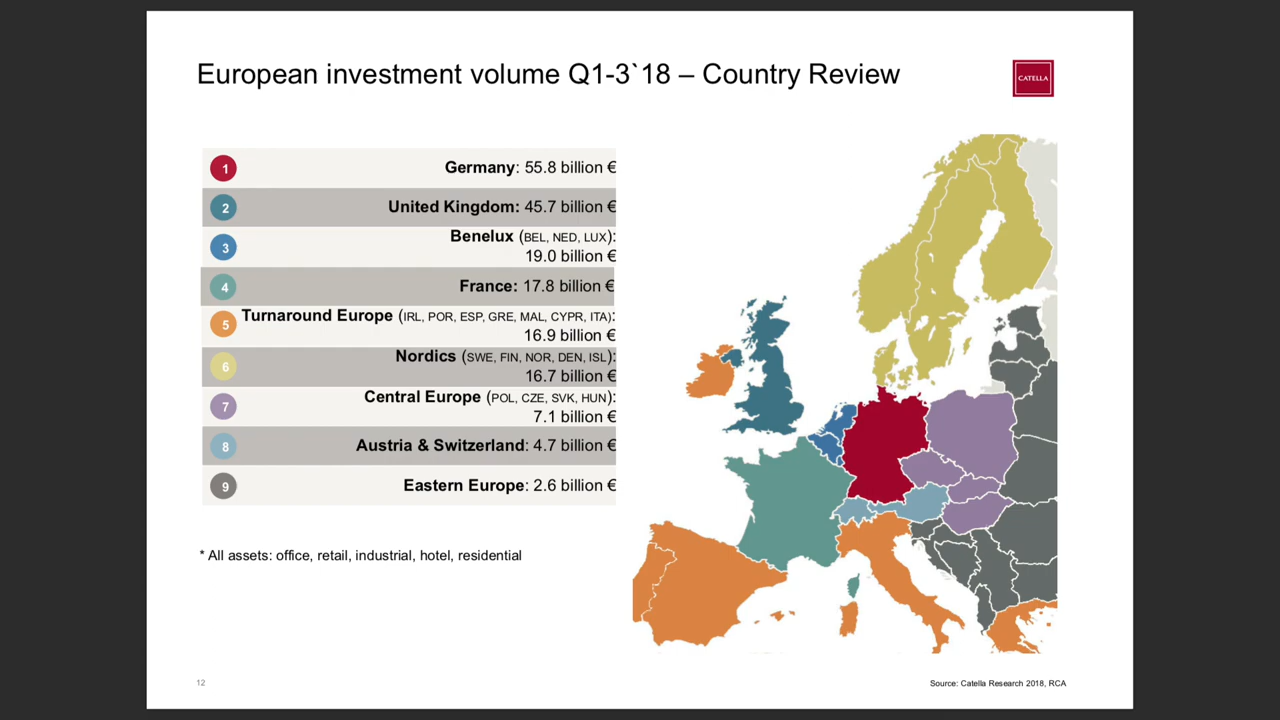 European investment volume Q1-3`18 – Country Review
CATELLA
1 Germany: 55.8 billion €
2 United Kingdom: 45.7 billion €
3 Benelux (BEL, NED, LUX):
19.0 billion €
4 France: 17.8 billion €
5 Turnaround Europe (IRL, POR, ESP, GRE, MAL, CYPR, ITA):
16.9 billion €
6 Nordics (SWE, FIN, NOR, DEN, ISL):
16.7 billion €
7 Central Europe (POL, CZE, SVK, HUN):
7.1 billion €
8 Austria & Switzerland: 4.7 billion €
9 Eastern Europe: 2.6 billion €
* All assets: office, retail, industrial, hotel, residential
12
Source: Catella Research 2018, RCA